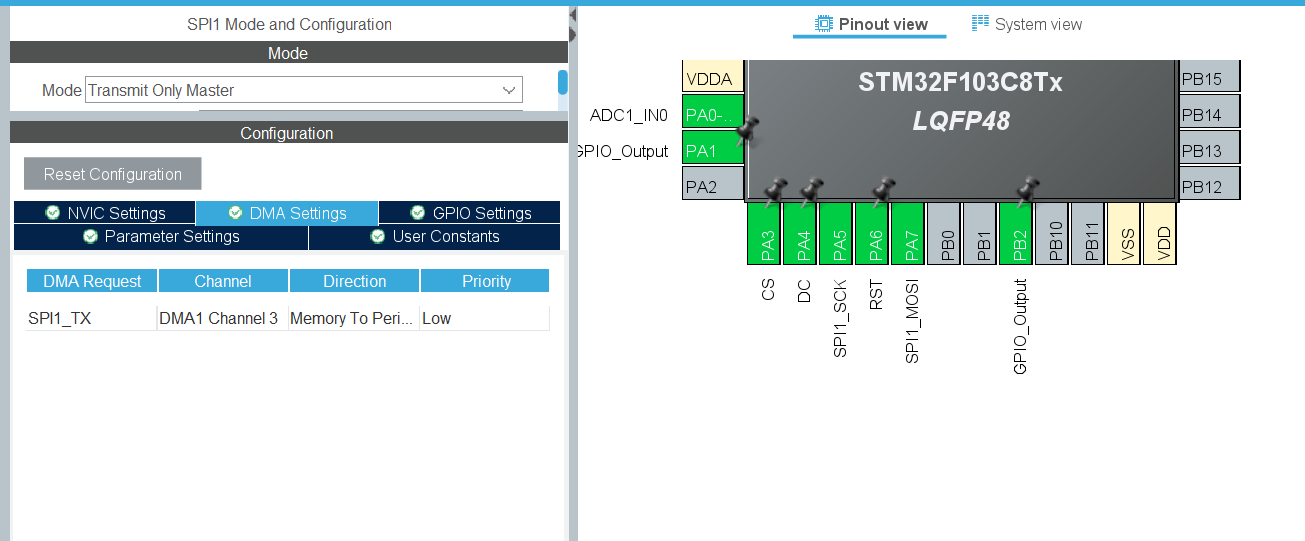 SPI1 Mode and Configuration
Mode
Mode Transmit Only Master
Configuration
Reset Configuration
NVIC Settings DMA Settings GPIO Settings
Parameter Settings User Constants
DMA Request Channel Direction Priority
SPI1_TX DMA1 Channel 3 Memory To Peri... Low
Pinout view System view
STM32F103C8Tx
LQFP48
VDDA
ADC1_IN0 PA0-..
GPIO_Output PA1
PA2
PB15
PB14
PB13
PB12
PA3
PA4
PA5
PA6
PA7
PB0
PB1
PB2
PB10
PB11
VSS
VDD
CS
DC
SPI1_SCK
RST
SPI1_MOSI
GPIO_Output